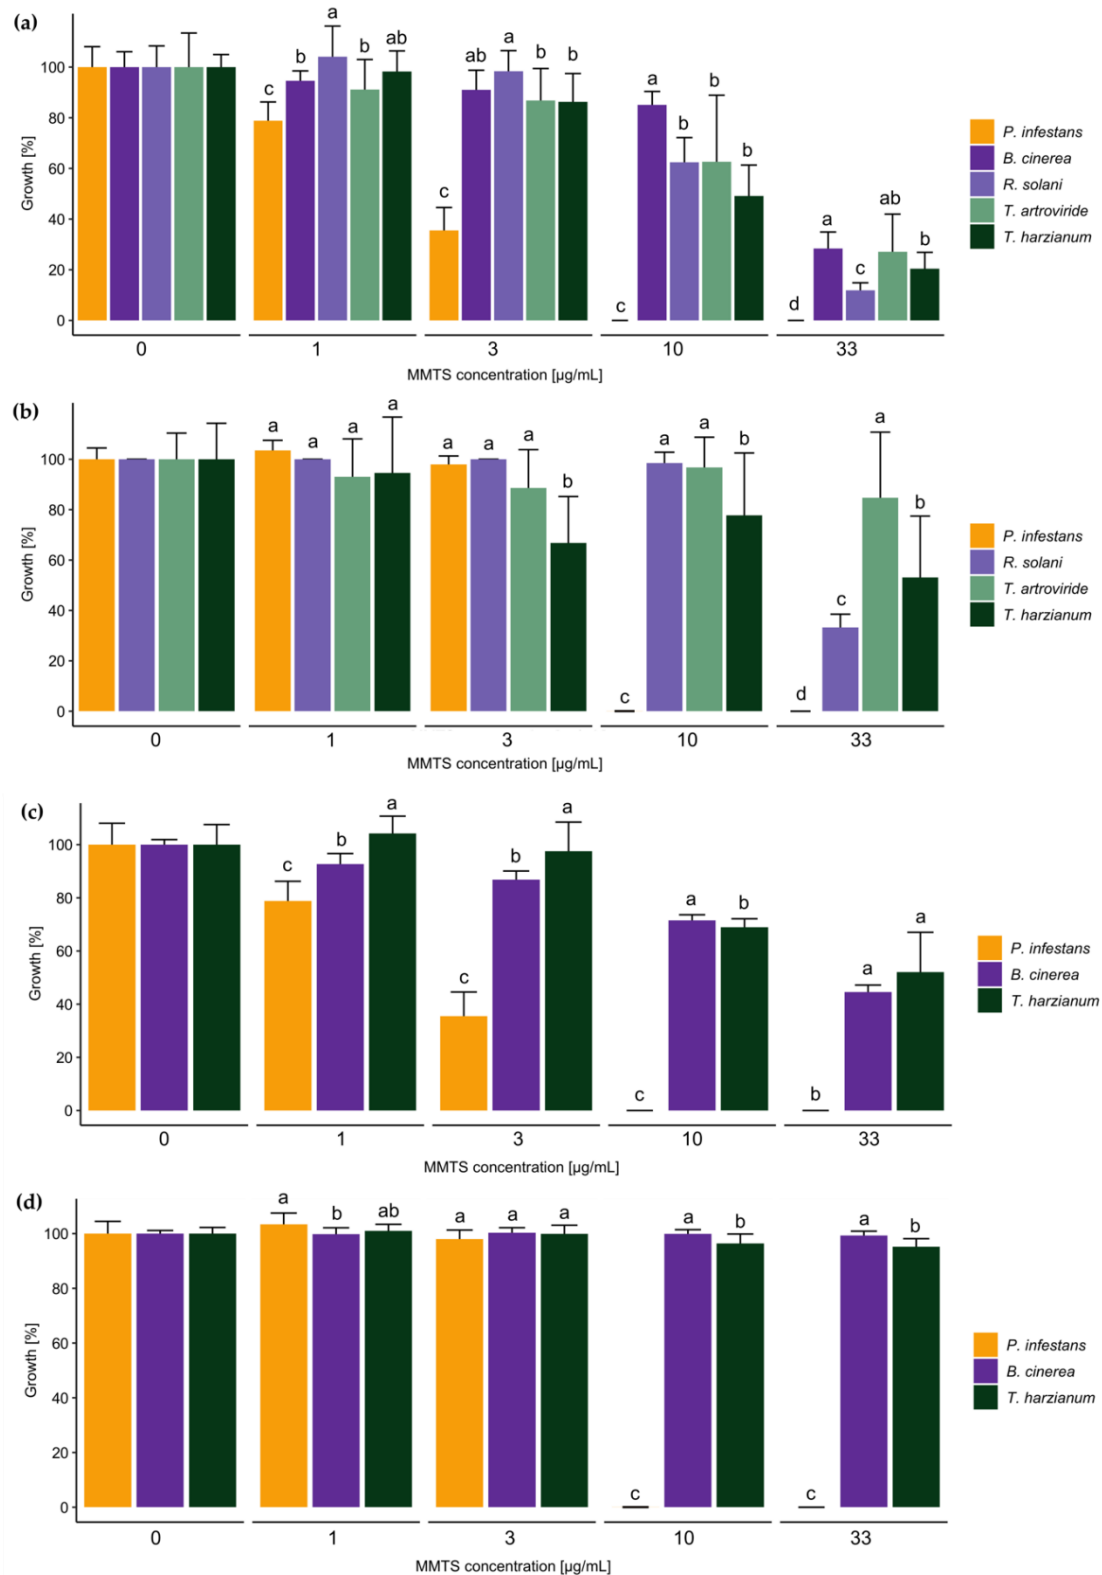 (a)
a
ab
b
b
c
a
ab
b
b
a
100
80
60
40
20
0
Growth [%]
c
b
b
b
a
ab
b
c
c
d
0
1
3
10
33
MMTS concentration [µg/mL]
P. infestans
B. cinerea
R. solani
T. artroviride
T. harzianum
(b)
a
a
a
a
a
a
a
b
a
a
b
a
b
c
c
d
100
80
60
40
20
0
Growth [%]
0
1
3
10
33
MMTS concentration [µg/mL]
P. infestans
R. solani
T. artroviride
T. harzianum
(c)
c
b
a
c
b
a
c
a
b
b
a
a
100
80
60
40
20
0
Growth [%]
0
1
3
10
33
MMTS concentration [µg/mL]
P. infestans
B. cinerea
T. harzianum
(d)
a
b
ab
a
a
a
c
a
b
c
a
b
100
80
60
40
20
0
Growth [%]
0
1
3
10
33
MMTS concentration [µg/mL]
P. infestans
B. cinerea
T. harzianum